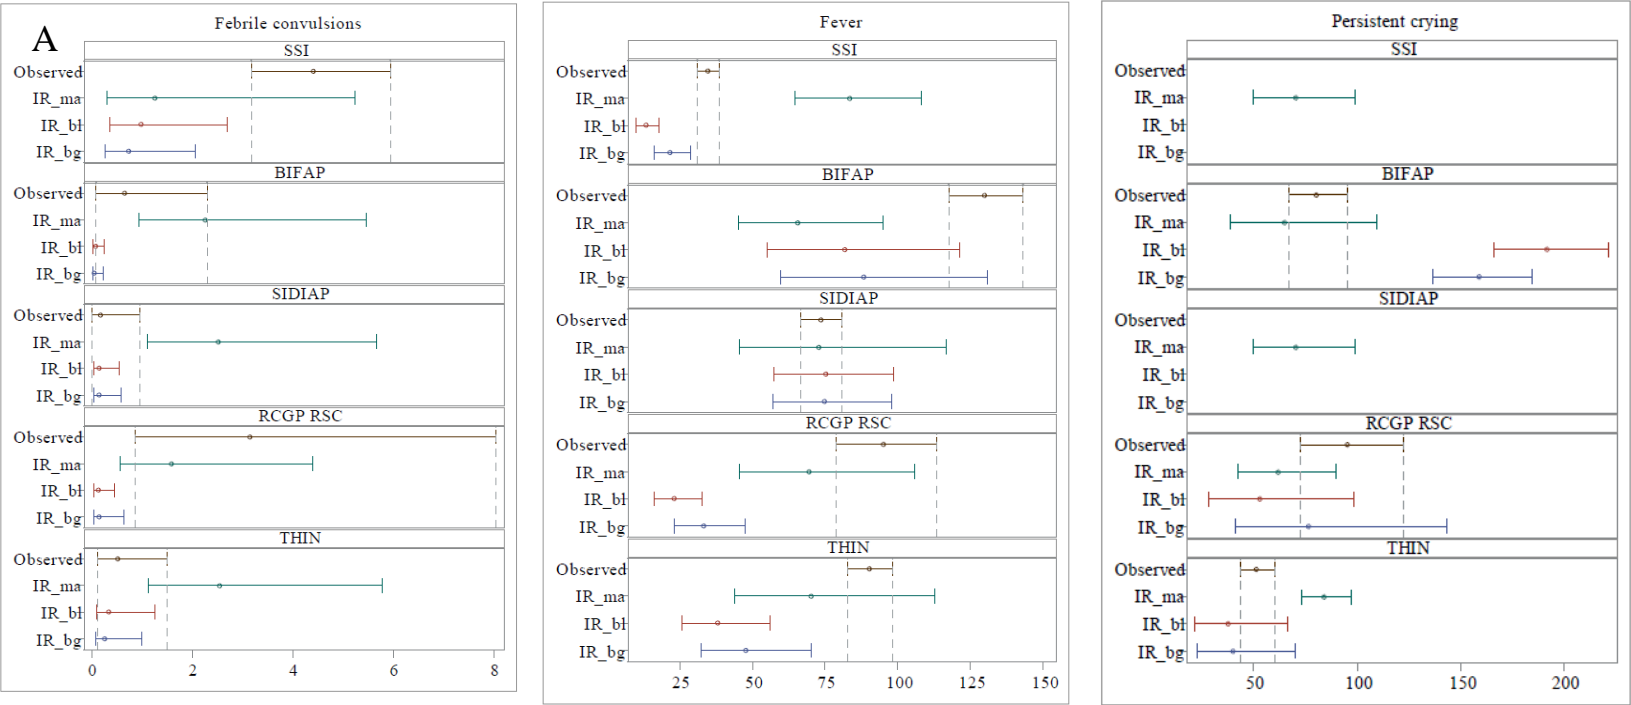 A
Febrile convulsions
SSI
Observed
IR_ma
IR_bl
IR_bg
BIFAP
Observed
IR_ma
IR_bl
IR_bg
SIDIAP
Observed
IR_ma
IR_bl
IR_bg
RCGP RSC
Observed
IR_ma
IR_bl
IR_bg
THIN
Observed
IR_ma
IR_bl
IR_bg
0 2 4 6 8
Fever
SSI
Observed
IR_ma
IR_bl
IR_bg
BIFAP
Observed
IR_ma
IR_bl
IR_bg
SIDIAP
Observed
IR_ma
IR_bl
IR_bg
RCGP RSC
Observed
IR_ma
IR_bl
IR_bg
THIN
Observed
IR_ma
IR_bl
IR_bg
25 50 75 100 125 150
Persistent crying
SSI
Observed
IR_ma
IR_bl
IR_bg
BIFAP
Observed
IR_ma
IR_bl
IR_bg
SIDIAP
Observed
IR_ma
IR_bl
IR_bg
RCGP RSC
Observed
IR_ma
IR_bl
IR_bg
THIN
Observed
IR_ma
IR_bl
IR_bg
50 100 150 200